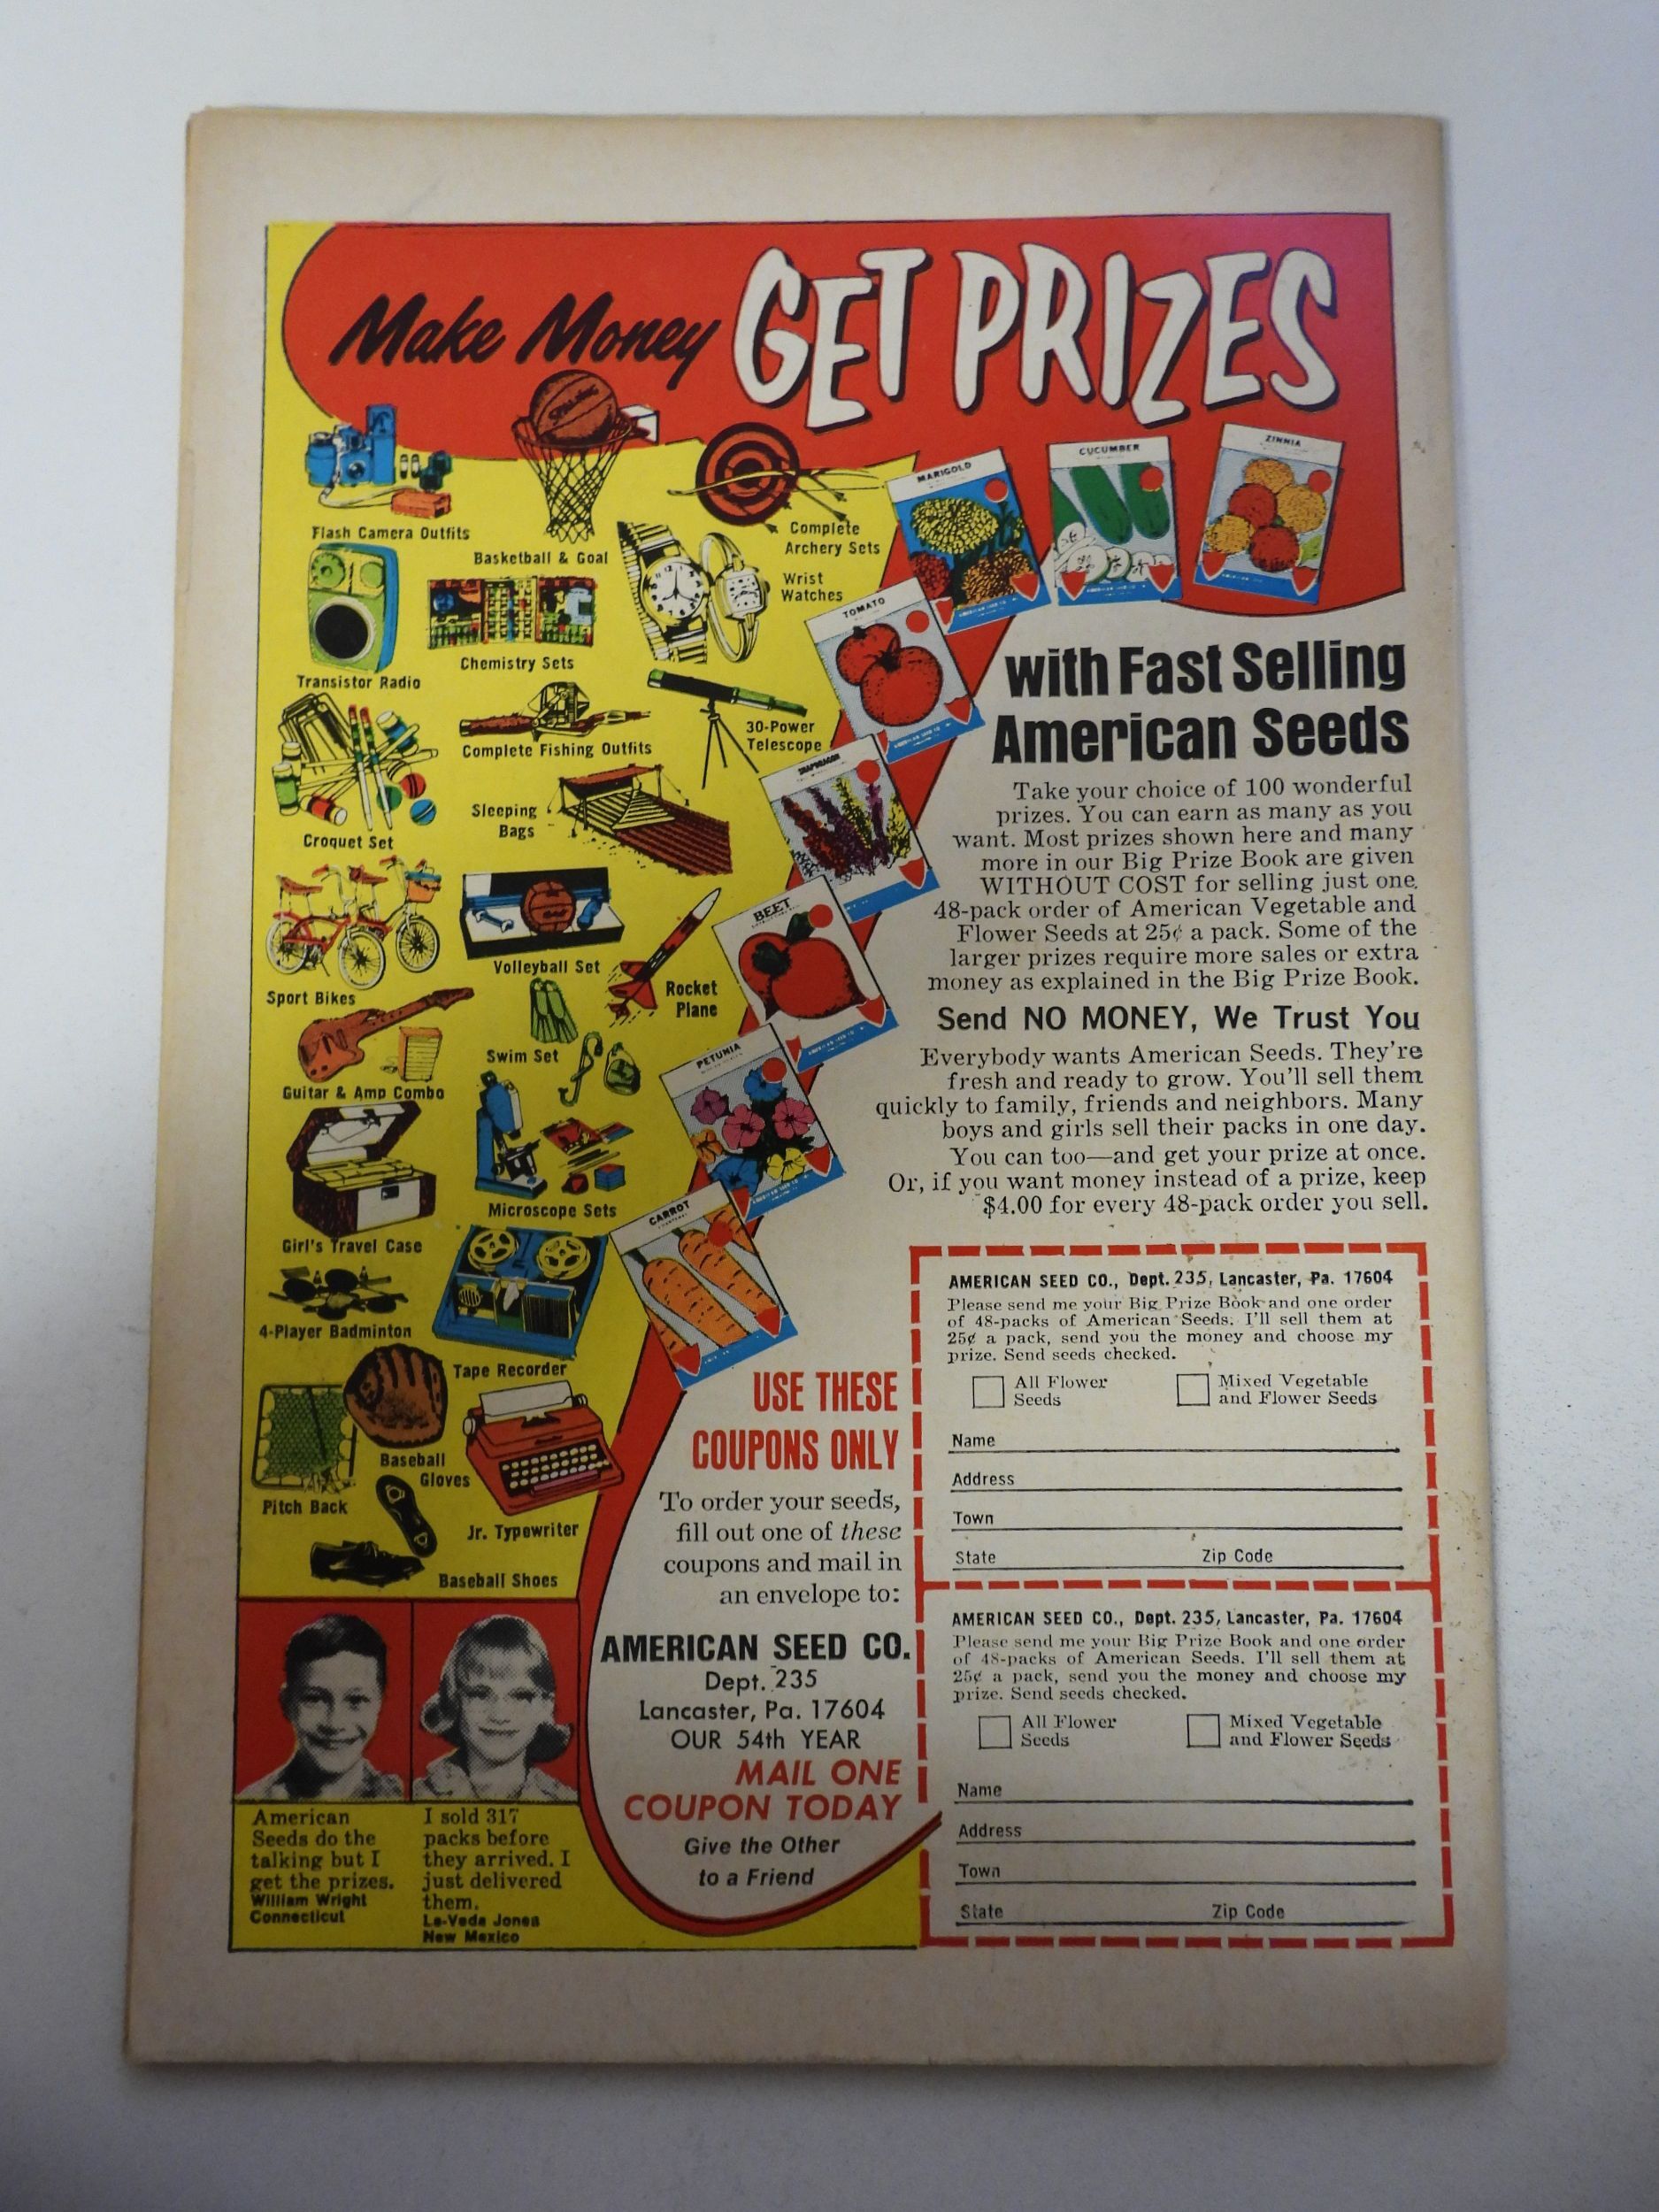 Make Money GET PRIZES
Flash Camera Outfits
SPALDING
Basketball & Goal
Complete
Archery Sets
Wrist
Watches
Transistor Radio
Chemistry Sets
Complete Fishing Outfits
30-Power
Telescope
Croquet Set
Sleeping
Bags
Sport Bikes
Volleyball Set
Rocket
Plane
Guitar & Amp Combo
Swim Set
Girl's Travel Case
Microscope Sets
4-Player Badminton
Tape Recorder
Pitch Back
Baseball
Gloves
Jr. Typewriter
Baseball Shoes
MARIGOLD
CUCUMBER
ZINNIA
TOMATO
SNAPDRAGON
BEET
PETUNIA
CARROT
with Fast Selling
American Seeds
Take your choice of 100 wonderful
prizes. You can earn as many as you
want. Most prizes shown here and many
more in our Big Prize Book are given
WITHOUT COST for selling just one
48-pack order of American Vegetable and
Flower Seeds at 25¢ a pack. Some of the
larger prizes require more sales or extra
money as explained in the Big Prize Book.
Send NO MONEY, We Trust You
Everybody wants American Seeds. They're
fresh and ready to grow. You'll sell them
quickly to family, friends and neighbors. Many
boys and girls sell their packs in one day.
You can too—and get your prize at once.
Or, if you want money instead of a prize, keep
$4.00 for every 48-pack order you sell.
USE THESE
COUPONS ONLY
To order your seeds,
fill out one of these
coupons and mail in
an envelope to:
AMERICAN SEED CO.
Dept. 235
Lancaster, Pa. 17604
OUR 54th YEAR
MAIL ONE
COUPON TODAY
Give the Other
to a Friend
AMERICAN SEED CO., Dept. 235, Lancaster, Pa. 17604
Please send me your Big Prize Book and one order
of 48-packs of American Seeds. I'll sell them at
25¢ a pack, send you the money and choose my
prize. Send seeds checked.
All Flower
Seeds
Mixed Vegetable
and Flower Seeds
Name
Address
Town
State Zip Code
AMERICAN SEED CO., Dept. 235, Lancaster, Pa. 17604
Please send me your Big Prize Book and one order
of 48-packs of American Seeds. I'll sell them at
25¢ a pack, send you the money and choose my
prize. Send seeds checked.
All Flower
Seeds
Mixed Vegetable
and Flower Seeds
Name
Address
Town
State Zip Code
American
Seeds do the
talking but I
get the prizes.
William Wright
Connecticut
I sold 317
packs before
they arrived. I
just delivered
them.
La-Veda Jones
New Mexico